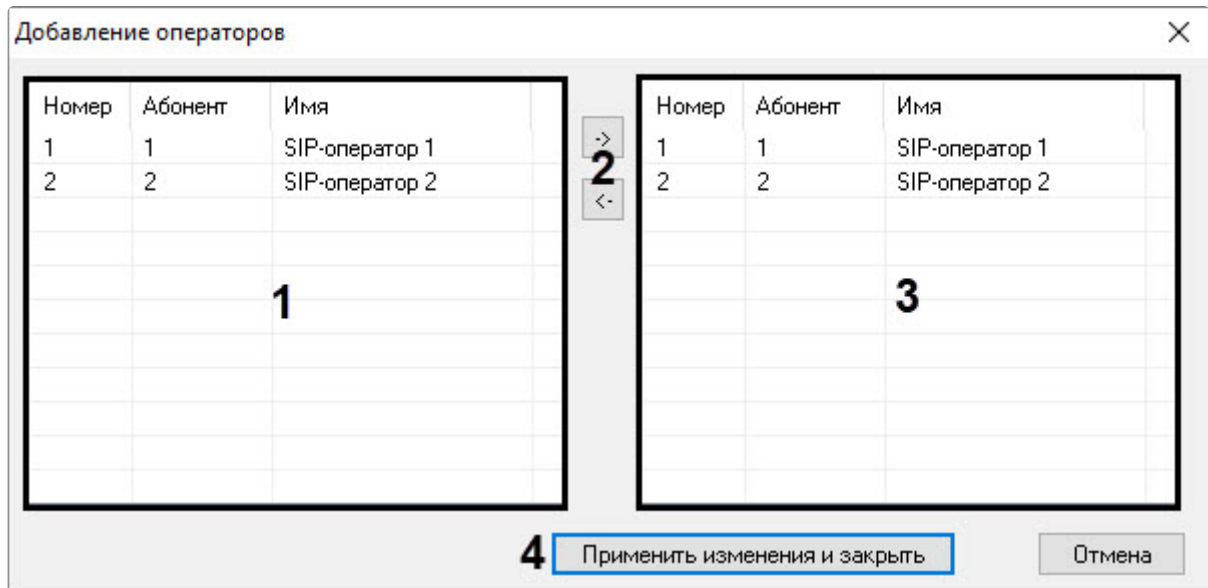 Добавление операторов
Номер Абонент Имя
1 1 SIP-оператор 1
2 2 SIP-оператор 2
1
->
2
<-
Номер Абонент Имя
1 1 SIP-оператор 1
2 2 SIP-оператор 2
3
4 Применить изменения и закрыть Отмена